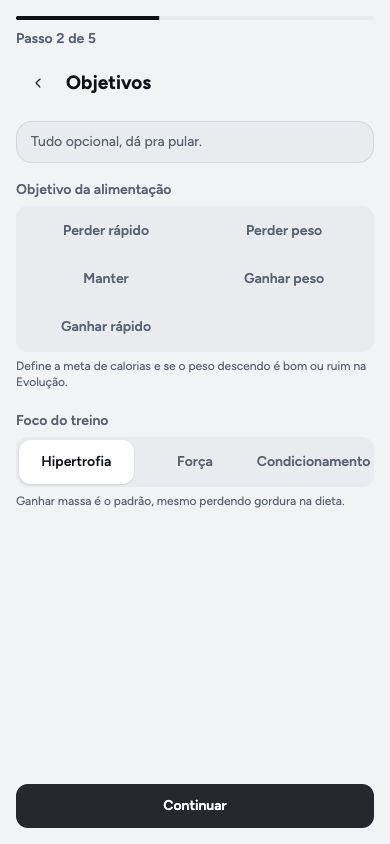 Passo 2 de 5
Objetivos
Tudo opcional, dá pra pular.
Objetivo da alimentação
Perder rápido
Perder peso
Manter
Ganhar peso
Ganhar rápido
Define a meta de calorias e se o peso descendo é bom ou ruim na
Evolução.
Foco do treino
Hipertrofia
Força
Condicionamento
Ganhar massa é o padrão, mesmo perdendo gordura na dieta.
Continuar